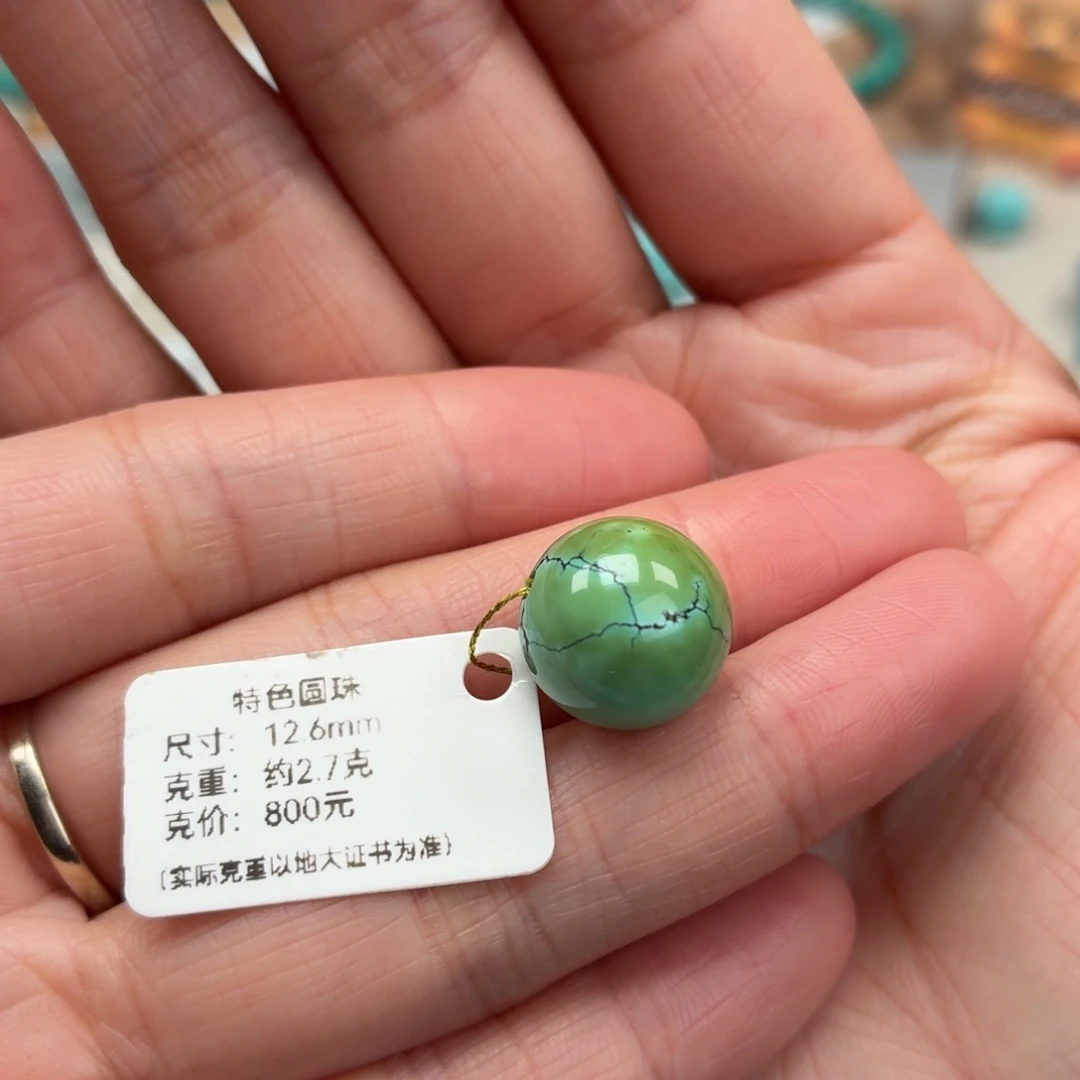 特色圆珠
尺寸： 12.6mm
克重： 约2.7克
克价： 800元
(实际克重以地大证书为准)